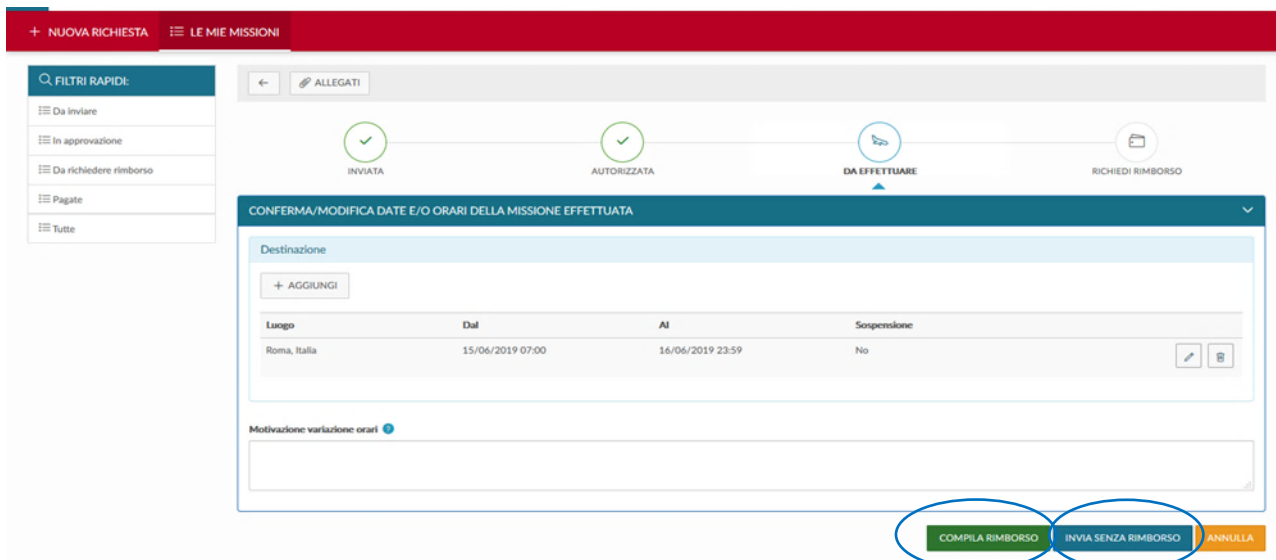 + NUOVA RICHIESTA LE MIE MISSIONI
FILTRI RAPIDI:
Da inviare
In approvazione
Da richiedere rimborso
Pagate
Tutte
← ALLEGATI
INVIATA AUTORIZZATA DA EFFETTUARE RICHIEDI RIMBORSO
CONFERMA/MODIFICA DATE E/O ORARI DELLA MISSIONE EFFETTUATA
Destinazione
+ AGGIUNGI
Luogo Dal Al Sospensione
Roma, Italia 15/06/2019 07:00 16/06/2019 23:59 No
Motivazione variazione orari ?
COMPILA RIMBORSO INVIA SENZA RIMBORSO ANNULLA